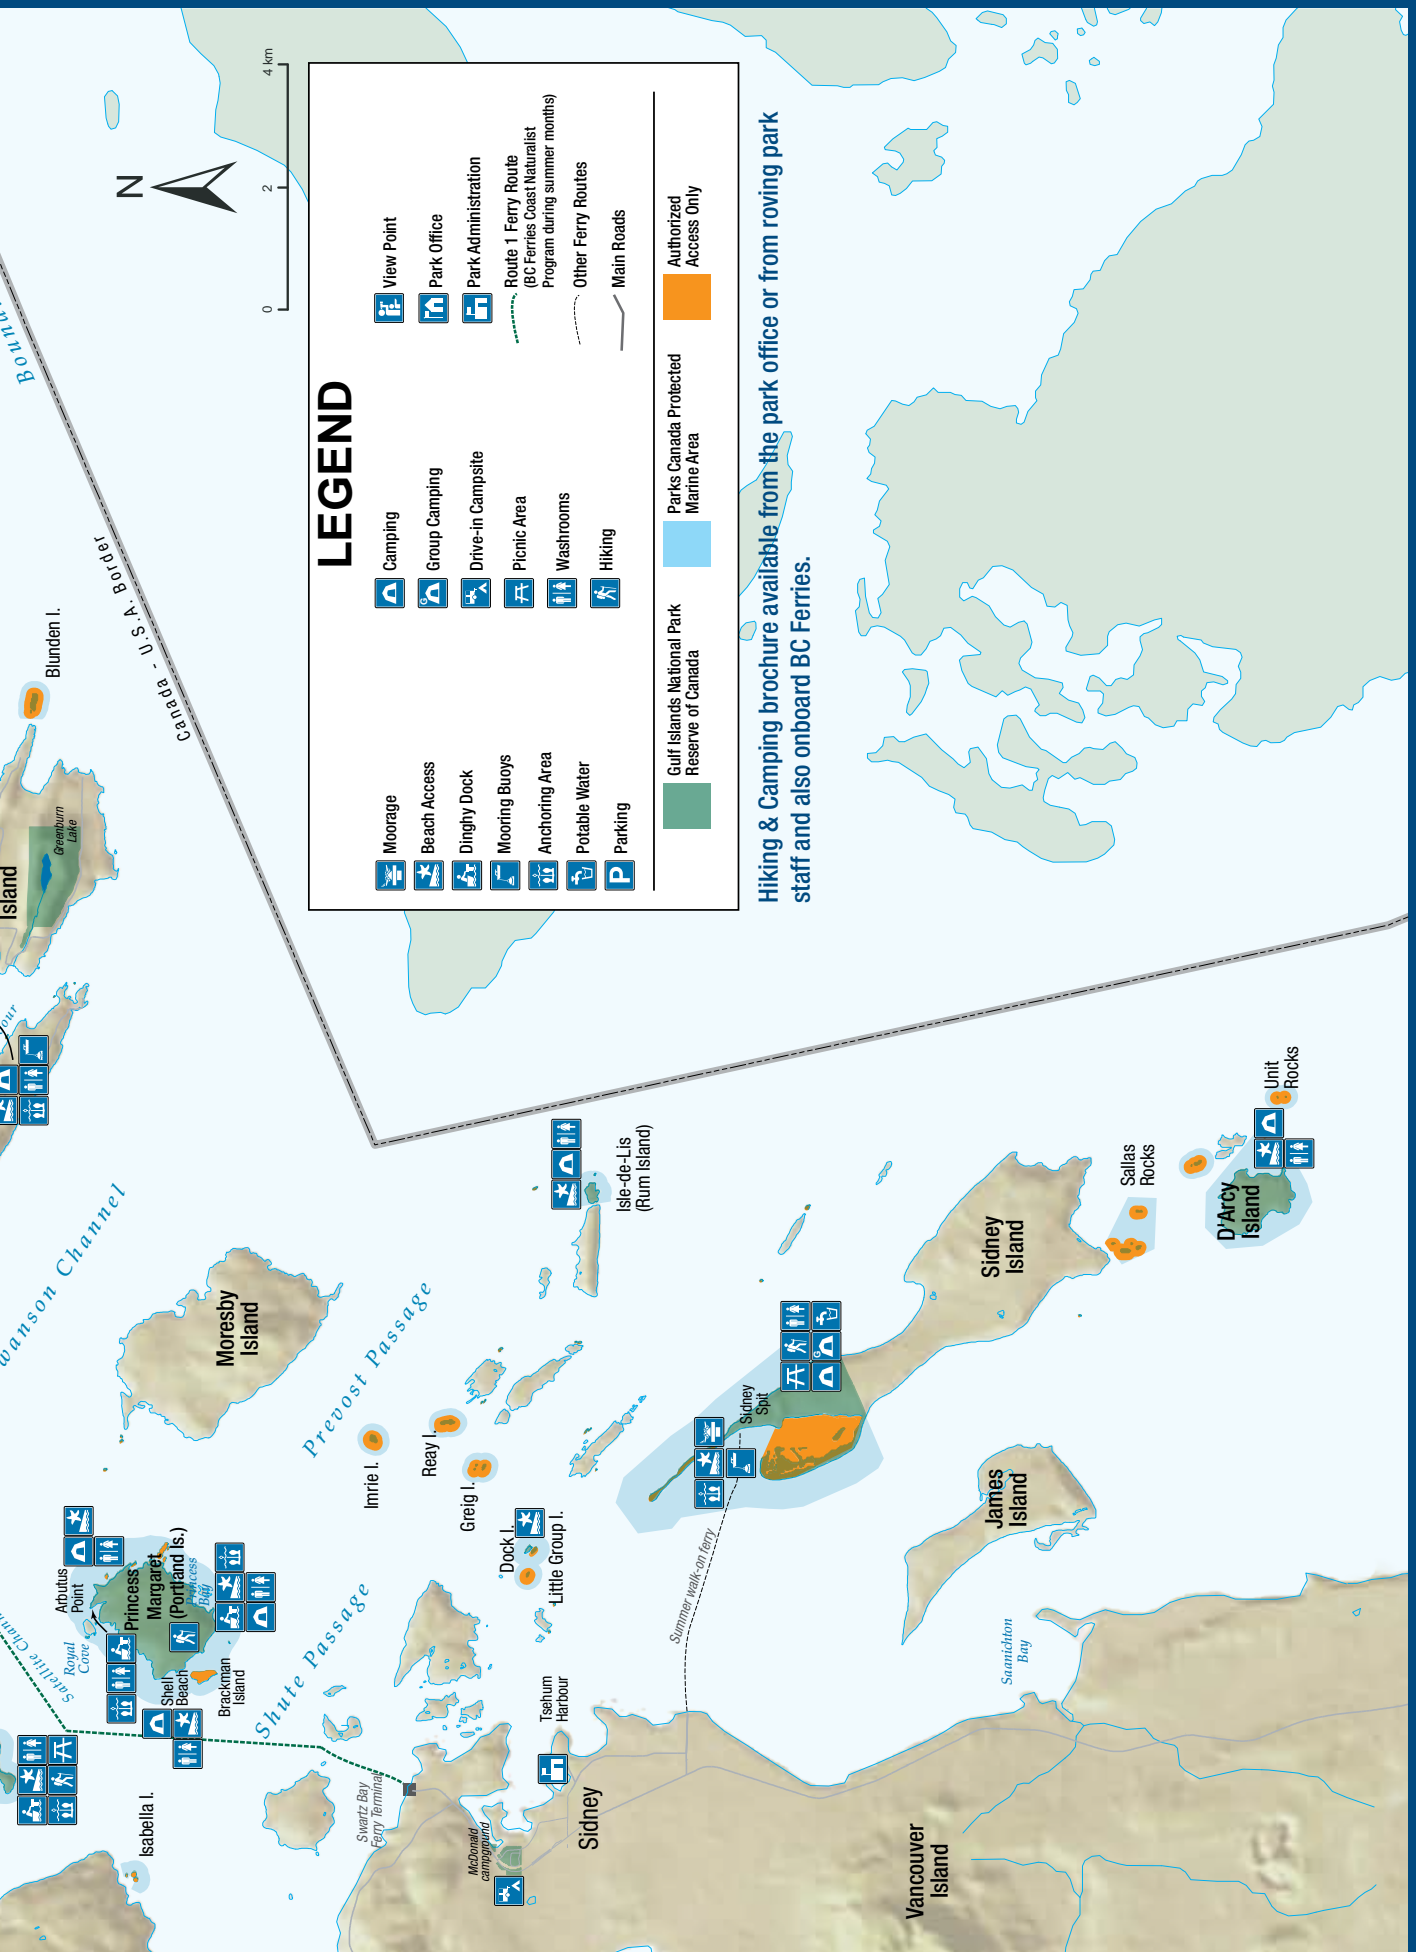 Bound
Canada - U.S.A. Border
Blunden I.
Greenburn
Lake
Island
our
N
0
2
4 km
LEGEND
Moorage
Beach Access
Dinghy Dock
Mooring Buoys
Anchoring Area
Potable Water
P
Parking
Camping
G
Group Camping
Drive-in Campsite
Picnic Area
Washrooms
Hiking
View Point
Park Office
Park Administration
Route 1 Ferry Route
(BC Ferries Coast Naturalist
Program during summer months)
Other Ferry Routes
Main Roads
Gulf Islands National Park
Reserve of Canada
Parks Canada Protected
Marine Area
Authorized
Access Only
Hiking & Camping brochure available from the park office or from roving park
staff and also onboard BC Ferries.
wanson Channel
Moresby
Island
Prevost Passage
Imrie I.
Reay I.
Greig I.
Dock I.
Little Group I.
Isle-de-Lis
(Rum Island)
Arbutus
Point
Princess
Margaret
(Portland Is.)
Princess
Bay
Royal
Cove
Satellite Chann
Shell
Beach
Brackman
Island
Shute Passage
Isabella I.
Swartz Bay
Ferry Terminal
McDonald
campground
Tsehum
Harbour
Sidney
Summer walk-on ferry
Sidney
Spit
G
Sidney
Island
Sallas
Rocks
D'Arcy
Island
Unit
Rocks
James
Island
Saanichton
Bay
Vancouver
Island